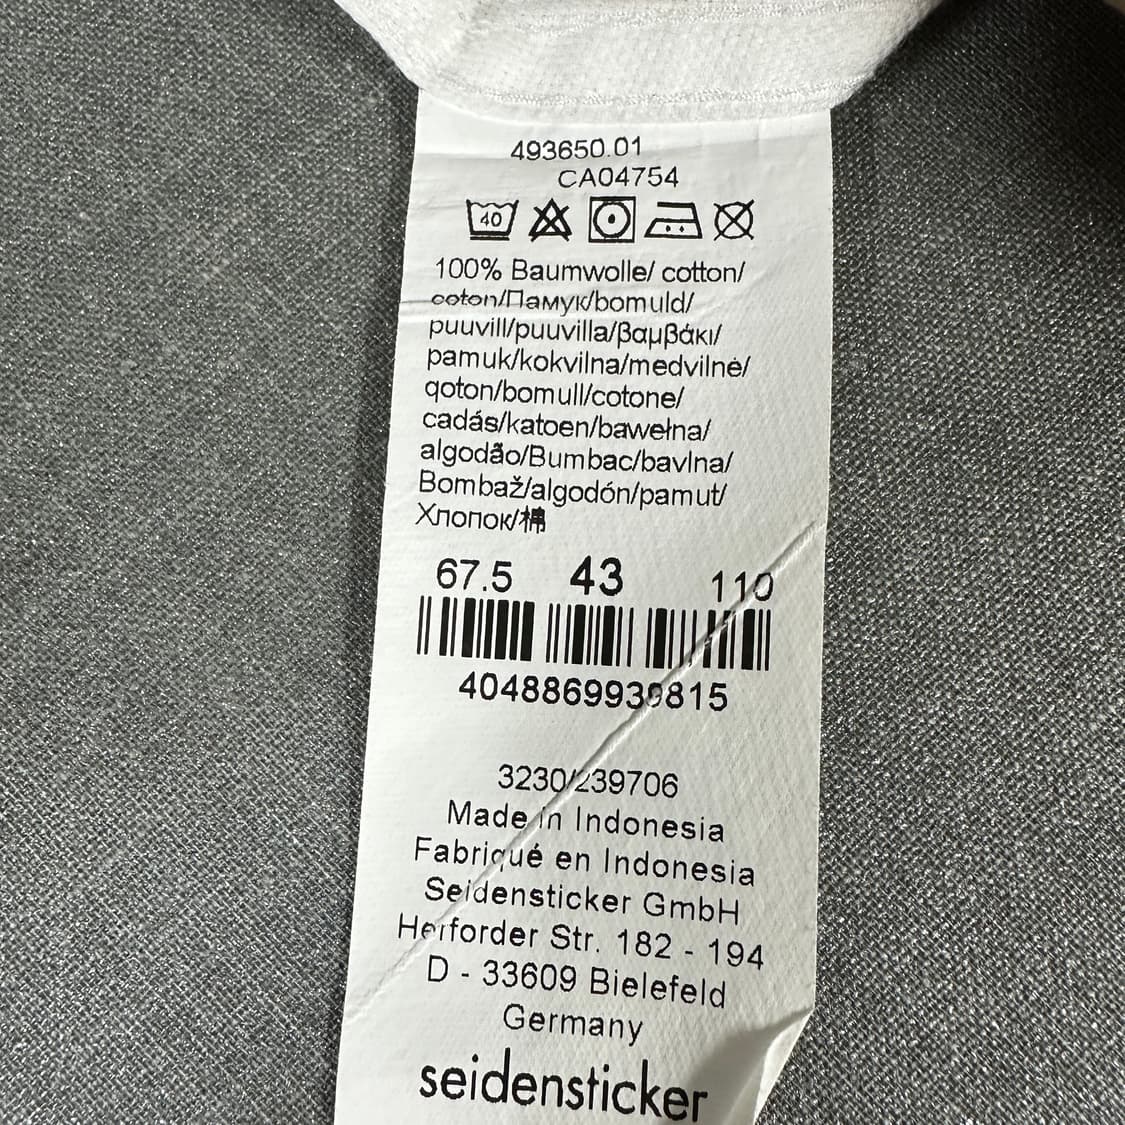 493650.01
CA04754
40
100% Baumwolle/ cotton/
coton/Памук/bomuld/
puuvill/puuvilla/βαμβάκι/
pamuk/kokvilna/medvilnė/
qoton/bomull/cotone/
cadás/katoen/bawełna/
algodão/Bumbac/bavlna/
Bombaž/algodón/pamut/
Хлопок/棉
67.5 43 110
4048869939815
3230/239706
Made in Indonesia
Fabriqué en Indonesia
Seidensticker GmbH
Herforder Str. 182 - 194
D - 33609 Bielefeld
Germany
seidensticker